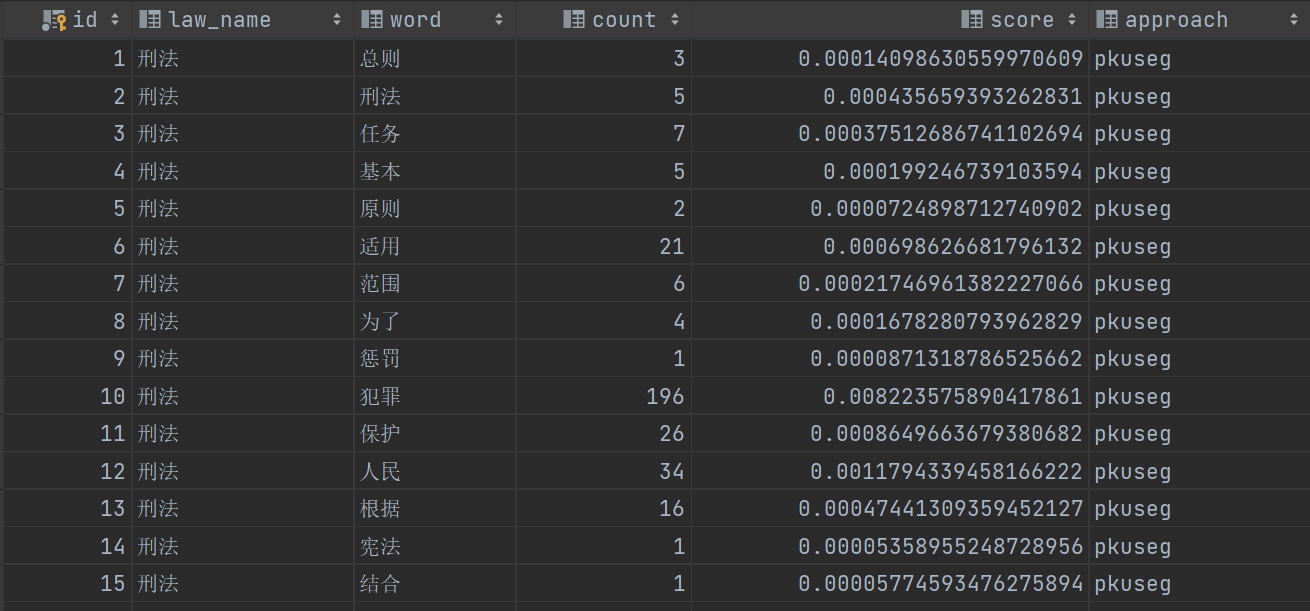 id law_name word count score approach
1 刑法 总则 3 0.00014098630559970609 pkuseg
2 刑法 刑法 5 0.000435659393262831 pkuseg
3 刑法 任务 7 0.00037512686741102694 pkuseg
4 刑法 基本 5 0.000199246739103594 pkuseg
5 刑法 原则 2 0.0000724898712740902 pkuseg
6 刑法 适用 21 0.000698626681796132 pkuseg
7 刑法 范围 6 0.00021746961382227066 pkuseg
8 刑法 为了 4 0.0001678280793962829 pkuseg
9 刑法 惩罚 1 0.0000871318786525662 pkuseg
10 刑法 犯罪 196 0.008223575890417861 pkuseg
11 刑法 保护 26 0.0008649663679380682 pkuseg
12 刑法 人民 34 0.0011794339458166222 pkuseg
13 刑法 根据 16 0.00047441309359452127 pkuseg
14 刑法 宪法 1 0.00005358955248728956 pkuseg
15 刑法 结合 1 0.00005774593476275894 pkuseg